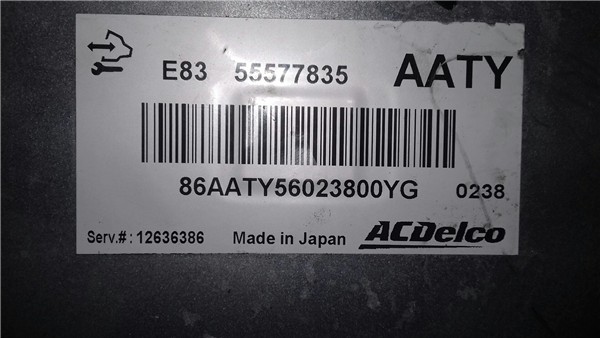 E83 55577835 AATY
86AATY56023800YG 0238
Serv.#: 12636386 Made in Japan ACDelco